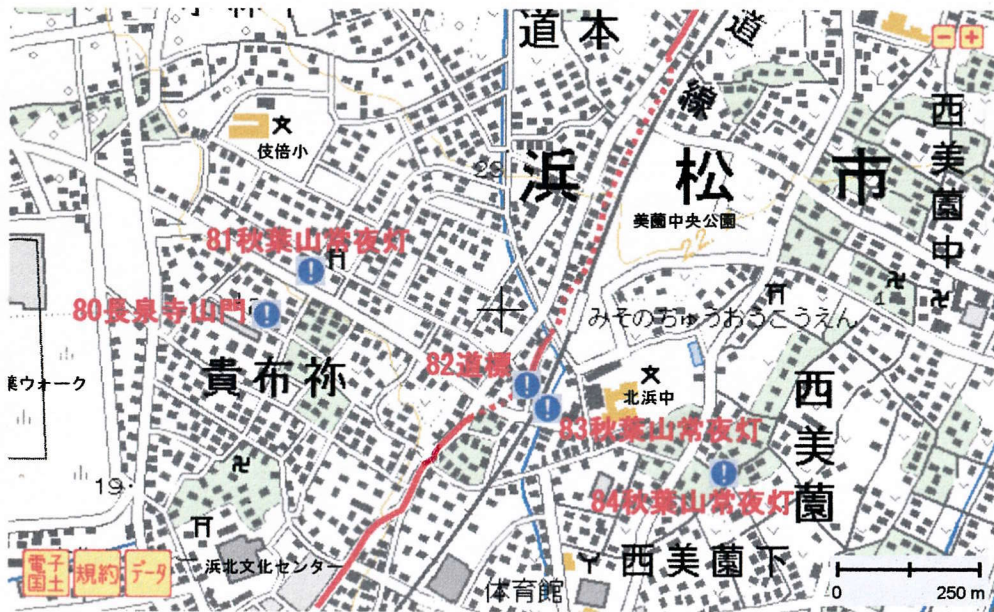 道本
道
線
西美薗中
伎倍小
29
浜松市
美薗中央公園
22
81秋葉山常夜灯
80長泉寺山門
みそのちゅうおうこうえん
貴布祢
葉ウォーク
82道標
北浜中
西美薗
83秋葉山常夜灯
84秋葉山常夜灯
19
電子国土
規約
データ
浜北文化センター
西美薗下
体育館
0
250 m